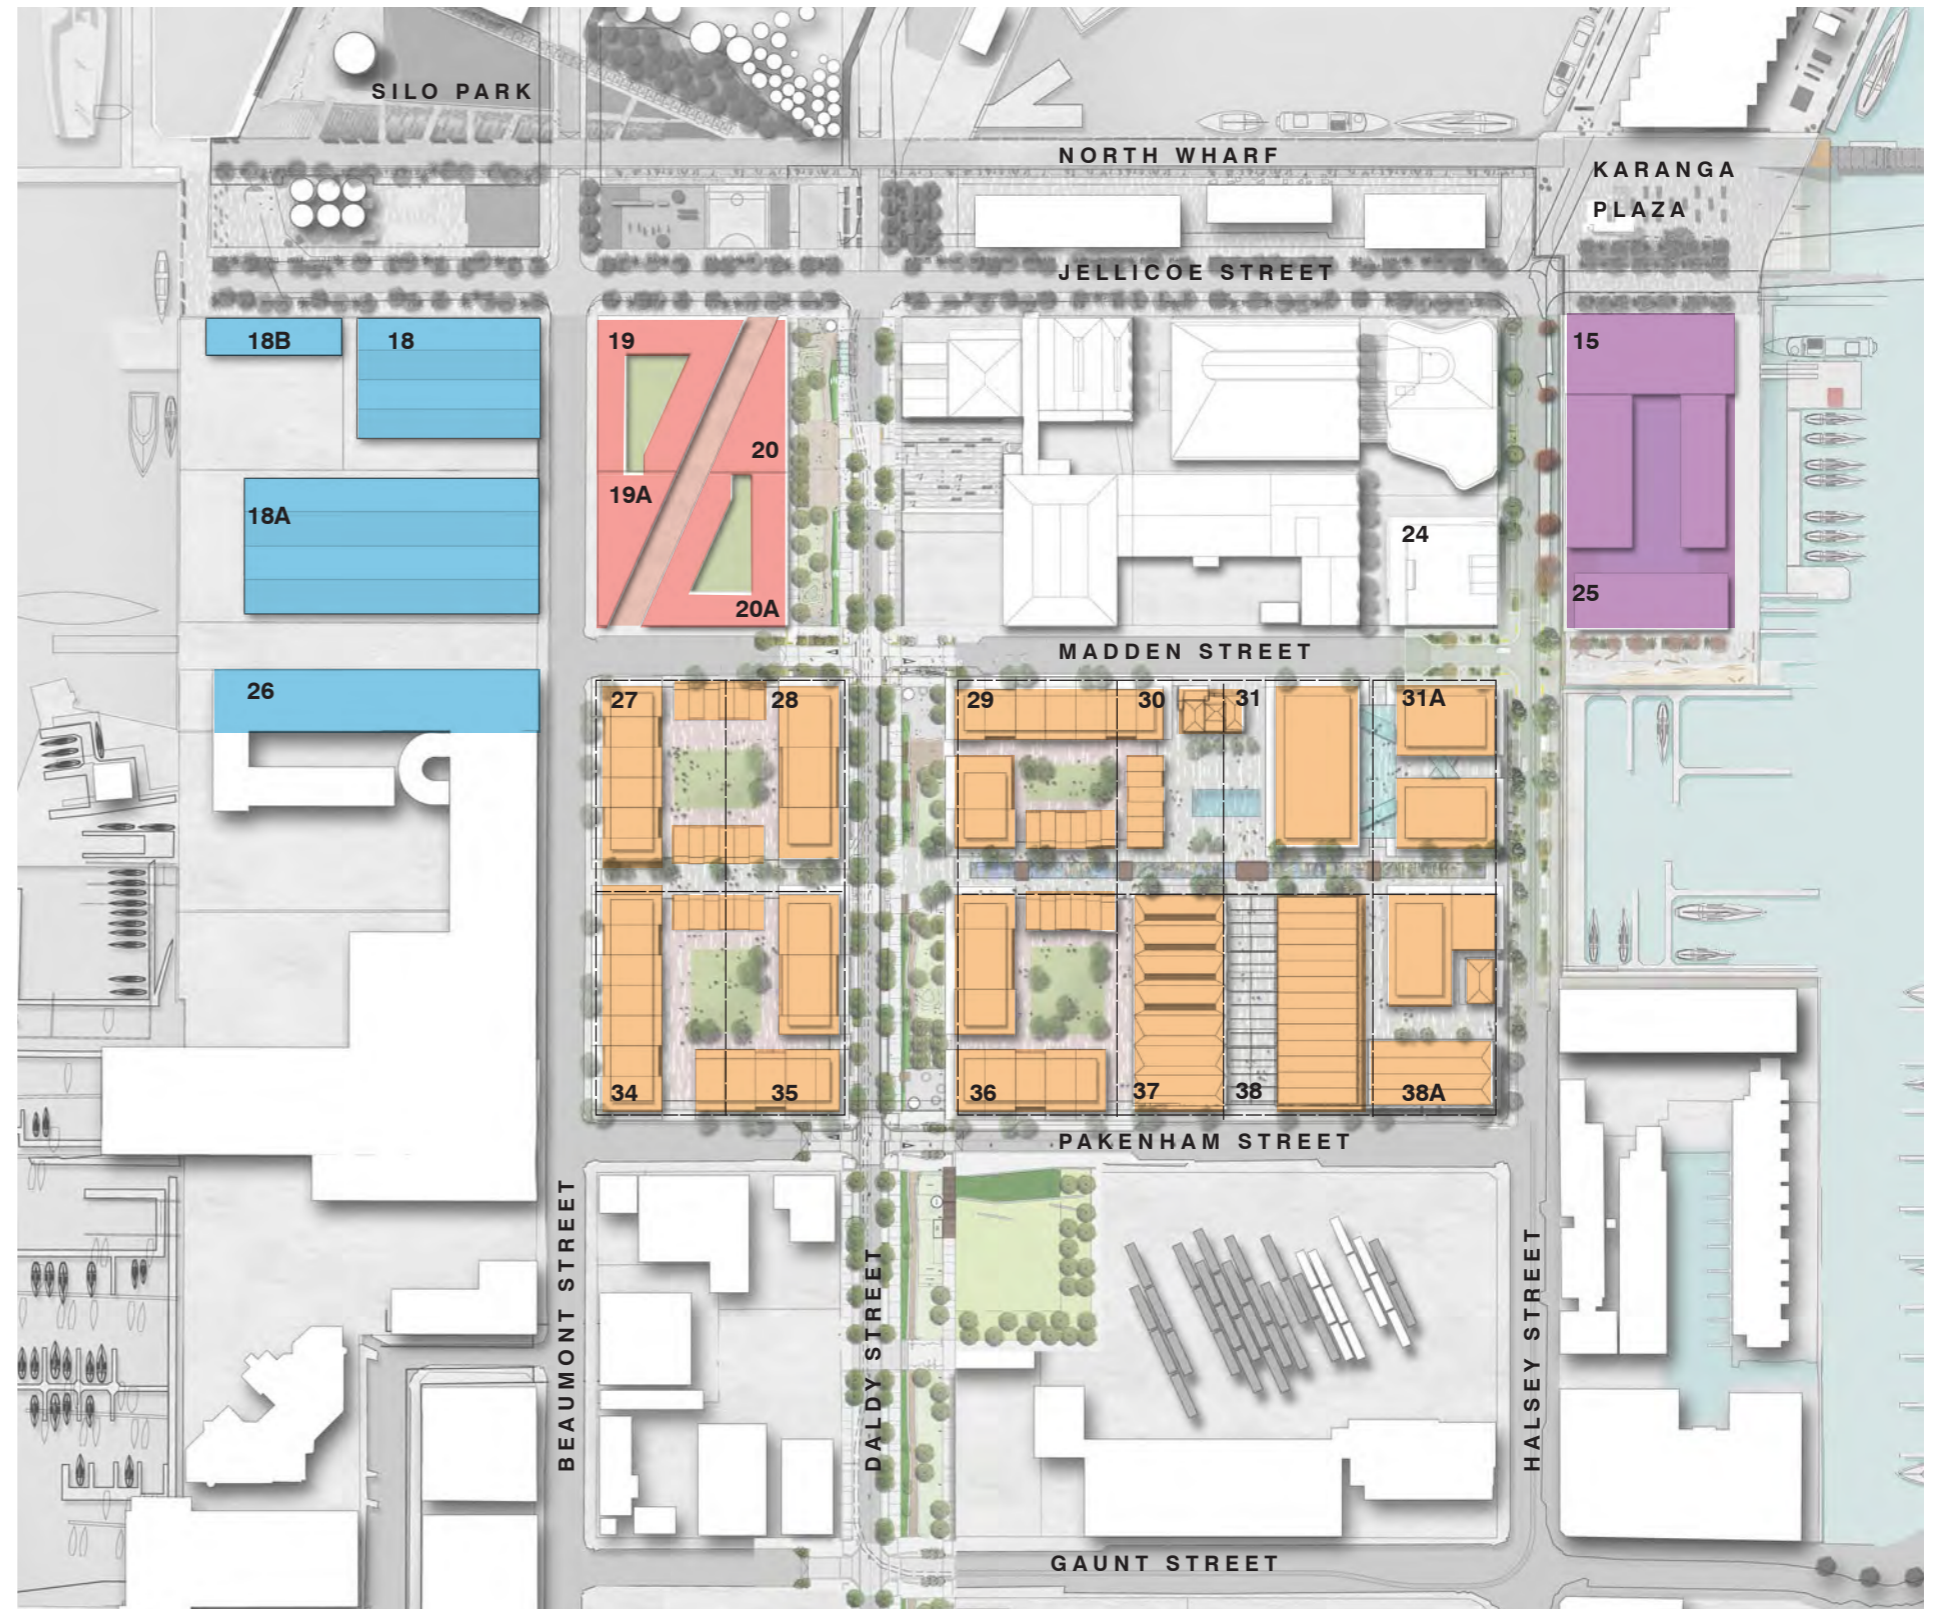 SILO PARK
NORTH WHARF
KARANGA
PLAZA
JELLICOE STREET
18B
18
19
15
20
19A
18A
24
20A
25
MADDEN STREET
26
27
28
29
30
31
31A
34
35
36
37
38
38A
PAKENHAM STREET
BEAUMONT STREET
DALDY STREET
HALSEY STREET
GAUNT STREET